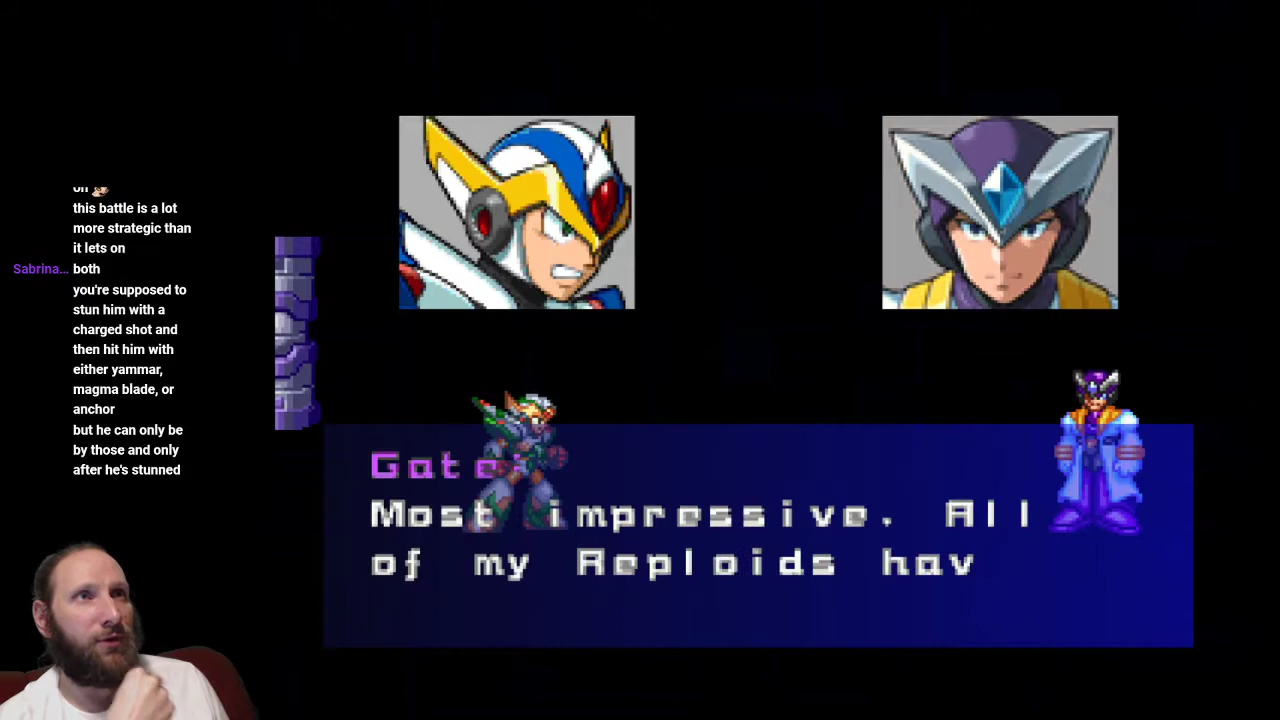 this battle is a lot
more strategic than
it lets on
Sabrina... both
you're supposed to
stun him with a
charged shot and
then hit him with
either yammar,
magma blade, or
anchor
but he can only be
by those and only
after he's stunned
Gate:
Most impressive. All
of my Reploids hav